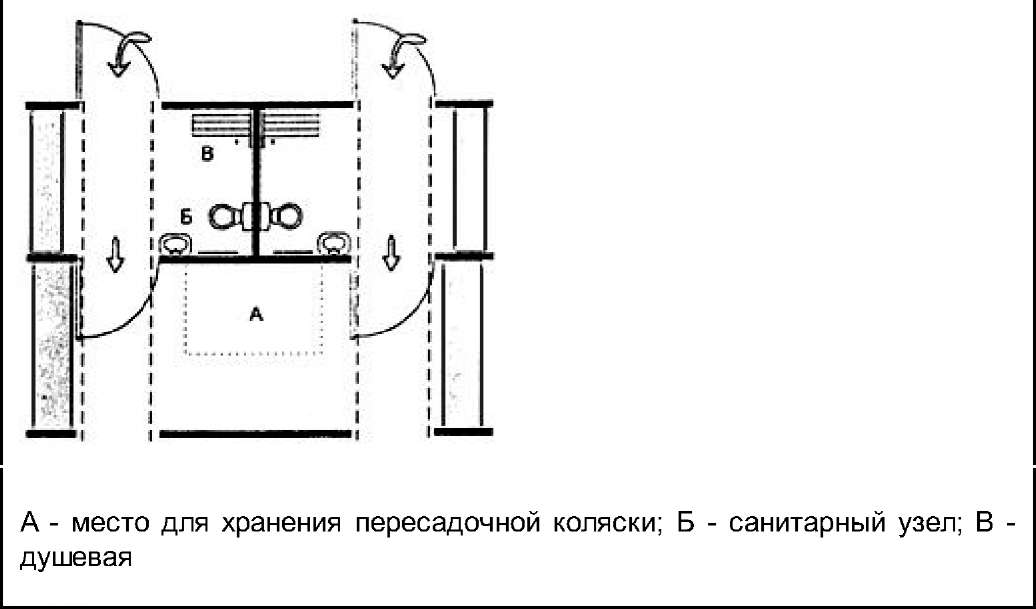 В
Б
А
А - место для хранения пересадочной коляски; Б - санитарный узел; В -
душевая